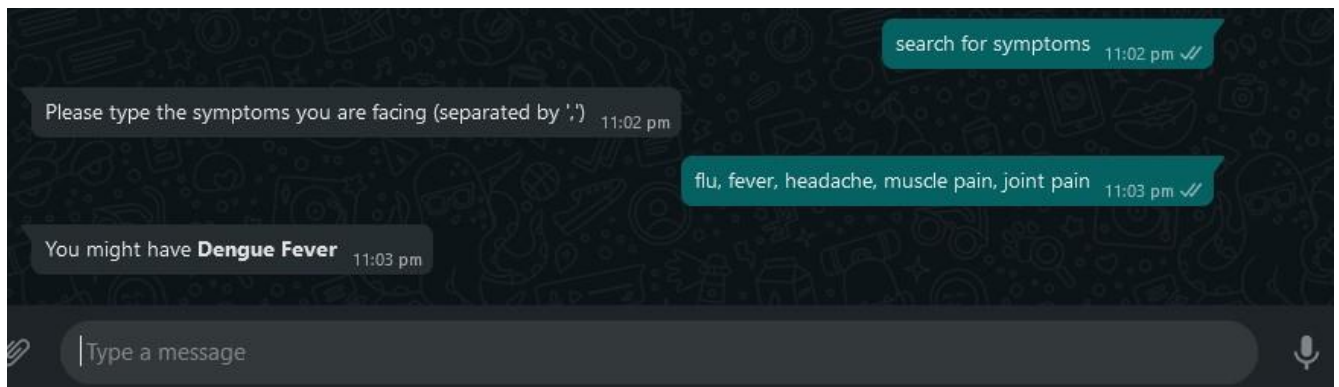 search for symptoms 11:02 pm
Please type the symptoms you are facing (separated by ',') 11:02 pm
flu, fever, headache, muscle pain, joint pain 11:03 pm
You might have Dengue Fever 11:03 pm
Type a message